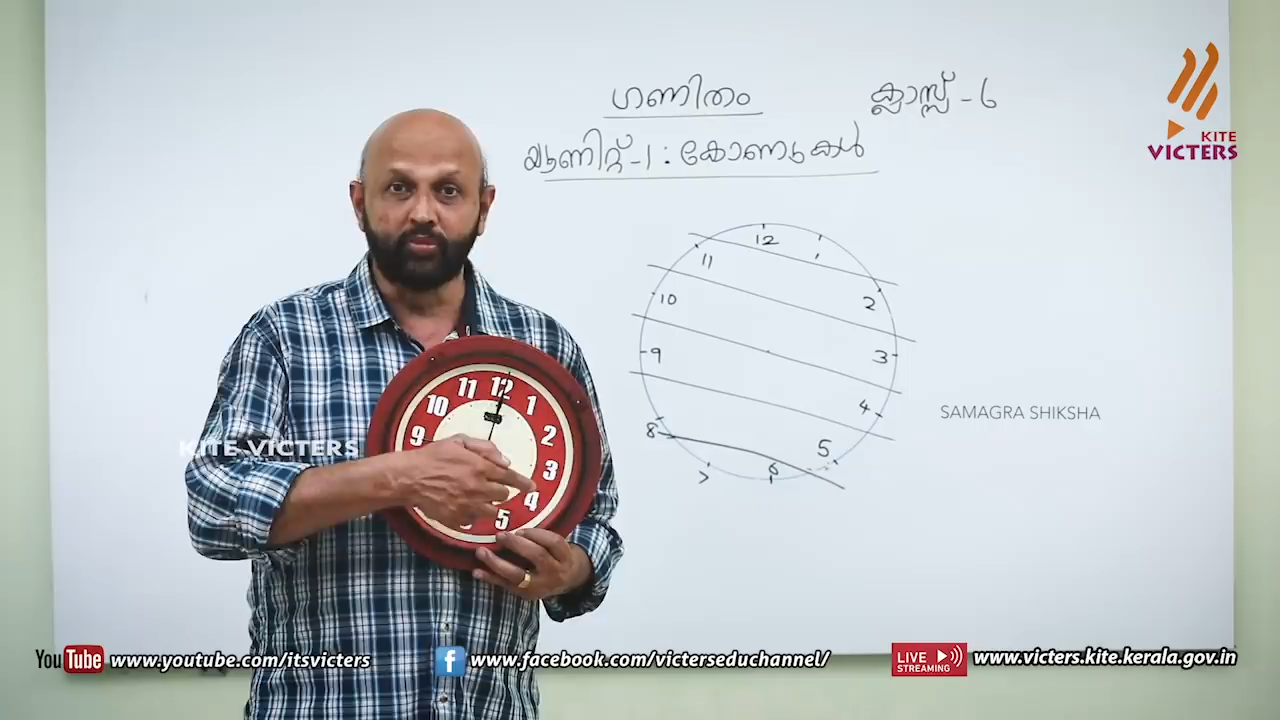 ഗണിതം ക്ലാസ്സ് - 6
യൂണിറ്റ് - 1 : കോണുകൾ
KITE
VICTERS
12
11
10 2
9 3
4
8 5
7 6
SAMAGRA SHIKSHA
11 12 1
10 2
9 3
4
5
KITE VICTERS
YouTube www.youtube.com/itsvicters f www.facebook.com/victerseduchannel/ LIVE STREAMING www.victers.kite.kerala.gov.in